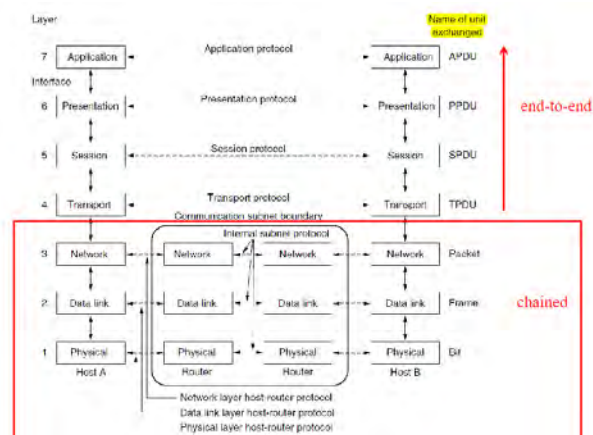 Layer
Name of unit
exchanged
Application protocol
7 Application Application APDU
Interface
Presentation protocol
6 Presentation Presentation PPDU
end-to-end
Session protocol
5 Session Session SPDU
Transport protocol
4 Transport Transport TPDU
Communication subnet boundary
Internal subnet protocol
3 Network Network Network Network Packet
2 Data link Data link Data link Data link Frame
chained
1 Physical Physical Physical Physical Bit
Host A Router Router Host B
Network layer host-router protocol
Data link layer host-router protocol
Physical layer host-router protocol